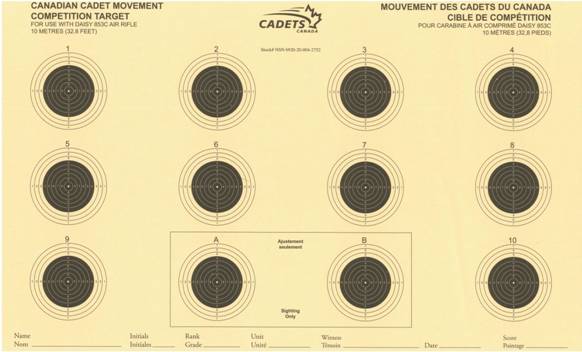 CANADIAN CADET MOVEMENT
COMPETITION TARGET
FOR USE WITH DAISY 853C AIR RIFLE
10 METRES (32.8 FEET)
CADETS
CANADA
MOUVEMENT DES CADETS DU CANADA
CIBLE DE COMPÉTITION
POUR CARABINE À AIR COMPRIMÉ DAISY 853C
10 MÈTRES (32,8 PIEDS)
1 2 3 4
5 6 7 8
9 A B 10
Ajustement
seulement
Sighting
Only
Name Initials Rank Unit Witness Score
Nom Initiales Grade Unité Témoin Date Pointage